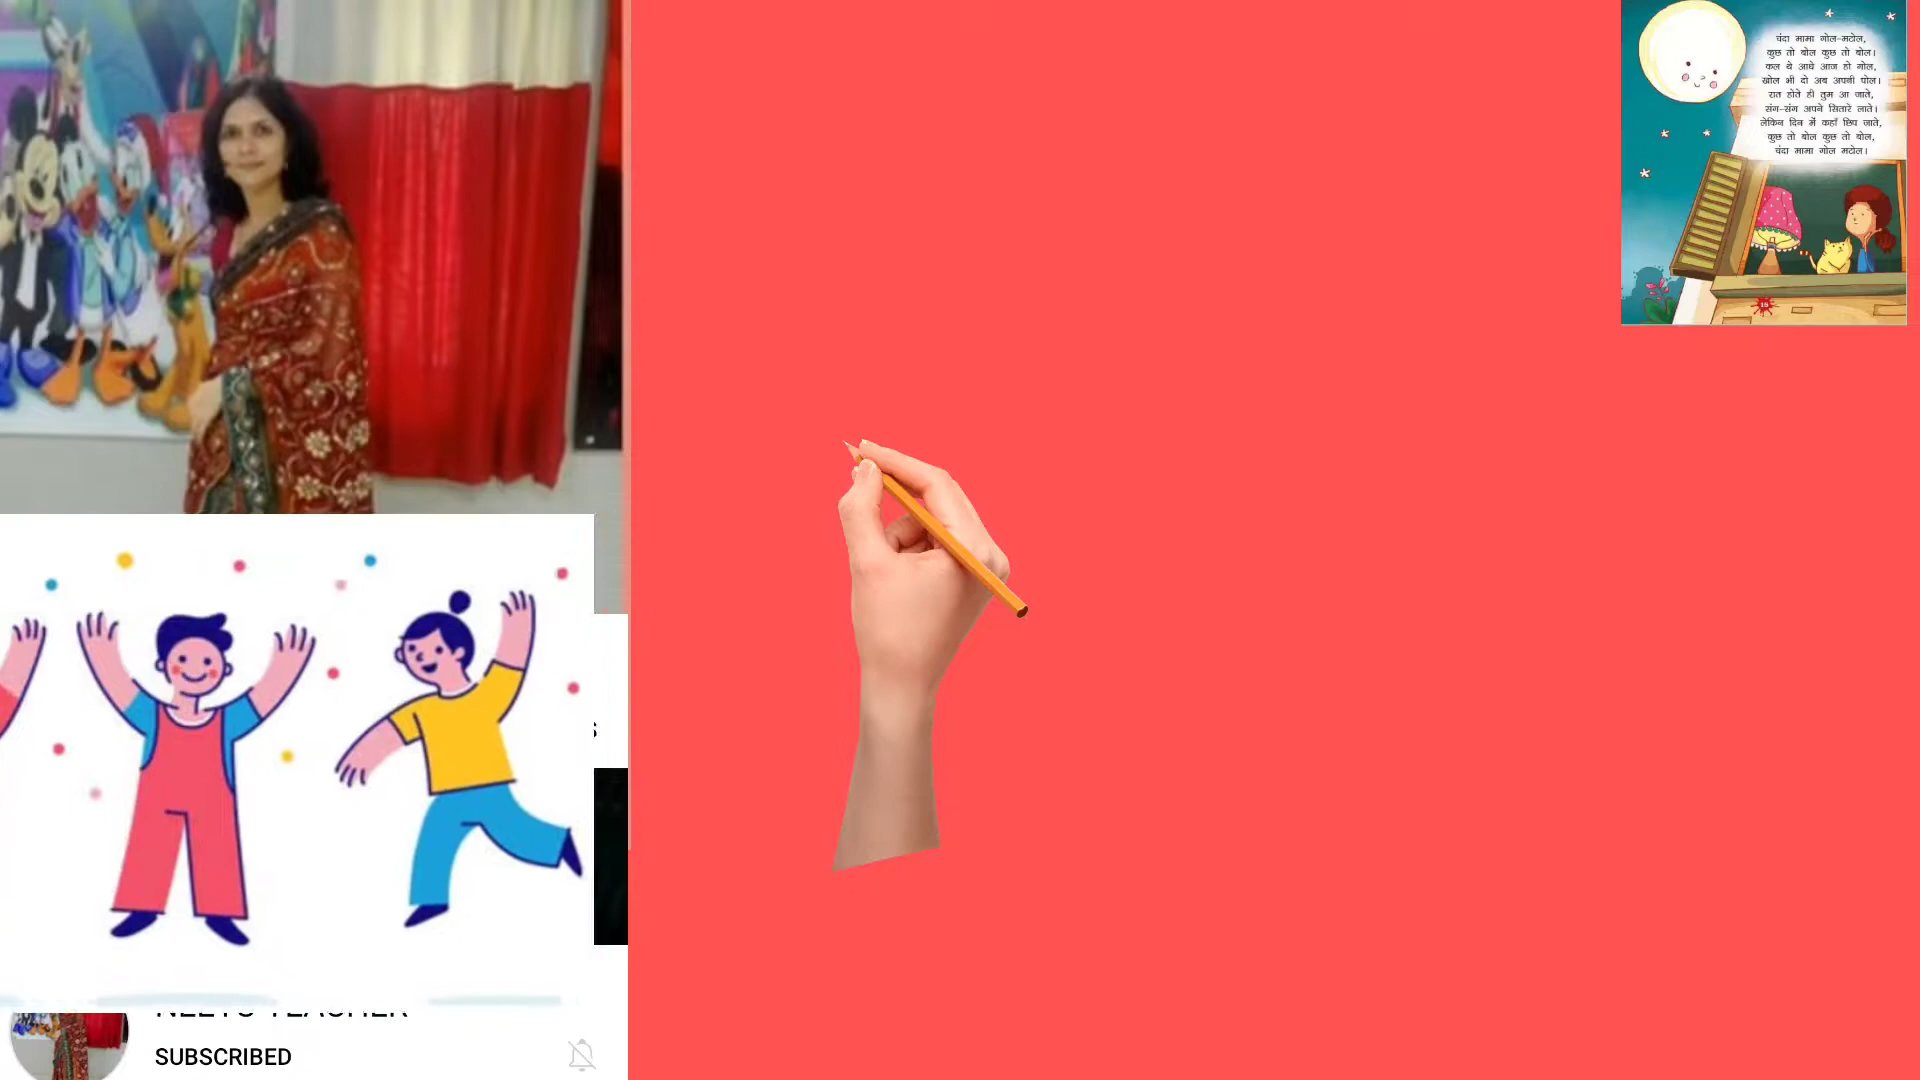 चंदा मामा गोल-मटोल,
कुछ तो बोल कुछ तो बोल।
कल थे आधे आज हो गोल,
खोल भी दो अब अपनी पोल।
रात होते ही तुम आ जाते,
संग-संग अपने सितारे लाते।
लेकिन दिन में कहाँ छिप जाते,
कुछ तो बोल कुछ तो बोल,
चंदा मामा गोल मटोल।
SUBSCRIBED